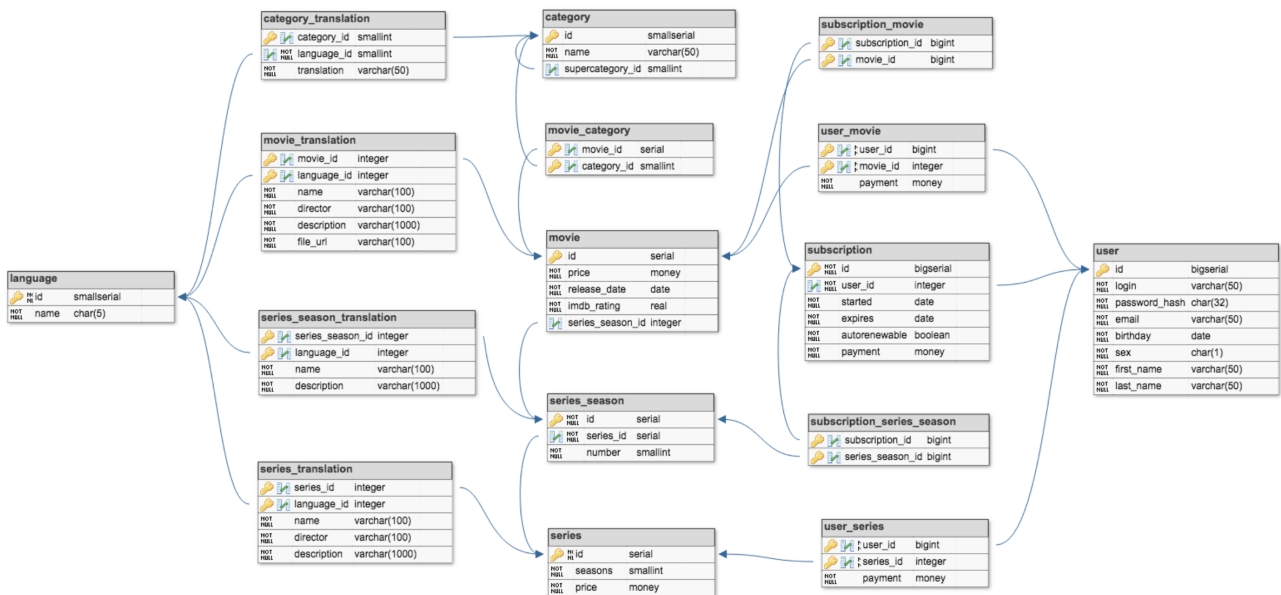 category_translation
category_id smallint
NOT NULL language_id smallint
NOT NULL translation varchar(50)
category
id smallserial
NOT NULL name varchar(50)
supercategory_id smallint
subscription_movie
subscription_id bigint
movie_id bigint
movie_translation
movie_id integer
language_id integer
NOT NULL name varchar(100)
NOT NULL director varchar(100)
NOT NULL description varchar(1000)
NOT NULL file_url varchar(100)
movie_category
movie_id serial
category_id smallint
user_movie
user_id bigint
movie_id integer
NOT NULL payment money
movie
id serial
NOT NULL price money
NOT NULL release_date date
NOT NULL imdb_rating real
series_season_id integer
subscription
NOT NULL id bigserial
NOT NULL user_id integer
NOT NULL started date
NOT NULL expires date
NOT NULL autorenewable boolean
NOT NULL payment money
user
id bigserial
NOT NULL login varchar(50)
NOT NULL password_hash char(32)
NOT NULL email varchar(50)
NOT NULL birthday date
NOT NULL sex char(1)
NOT NULL first_name varchar(50)
NOT NULL last_name varchar(50)
language
id smallserial
NOT NULL name char(5)
series_season_translation
series_season_id integer
language_id integer
NOT NULL name varchar(100)
NOT NULL description varchar(1000)
series_season
NOT NULL id serial
NOT NULL series_id serial
NOT NULL number smallint
subscription_series_season
subscription_id bigint
series_season_id bigint
series_translation
series_id integer
language_id integer
NOT NULL name varchar(100)
NOT NULL director varchar(100)
NOT NULL description varchar(1000)
series
id serial
NOT NULL seasons smallint
NOT NULL price money
user_series
user_id bigint
series_id integer
NOT NULL payment money